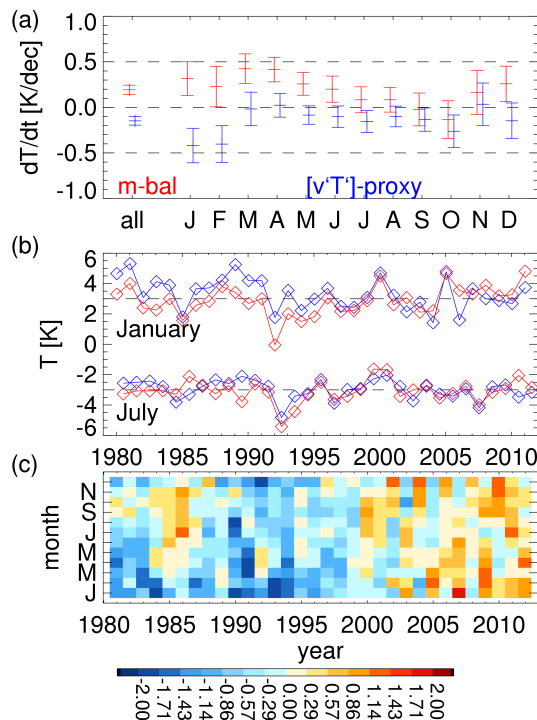 (a)
1.0
0.5
0.0
-0.5
-1.0
dT/dt [K/dec]
m-bal
[v'T']-proxy
all J F M A M J J A S O N D
(b)
6
4
2
0
-2
-4
-6
T [K]
January
July
1980 1985 1990 1995 2000 2005 2010
(c)
N
S
J
M
M
J
month
1980 1985 1990 1995 2000 2005 2010
year
-2.00 -1.71 -1.43 -1.14 -0.86 -0.57 -0.29 0.00 0.29 0.57 0.86 1.14 1.43 1.71 2.00